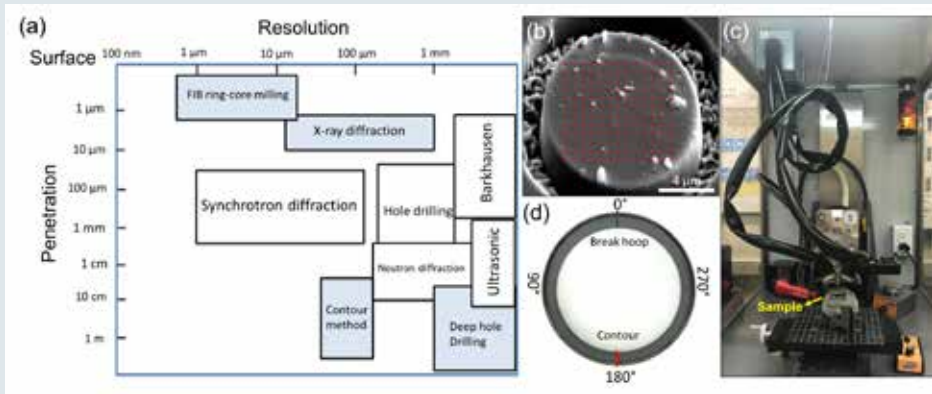 (a)
Resolution
Surface
100 nm
1 µm
10 µm
100 µm
1 mm
Penetration
1 µm
10 µm
100 µm
1 mm
1 cm
10 cm
1 m
FIB ring-core milling
X-ray diffraction
Synchrotron diffraction
Hole drilling
Barkhausen
Neutron diffraction
Ultrasonic
Contour
method
Deep hole
Drilling
(b)
4 µm
(c)
Sample
(d)
0°
Break hoop
90°
270°
Contour
180°